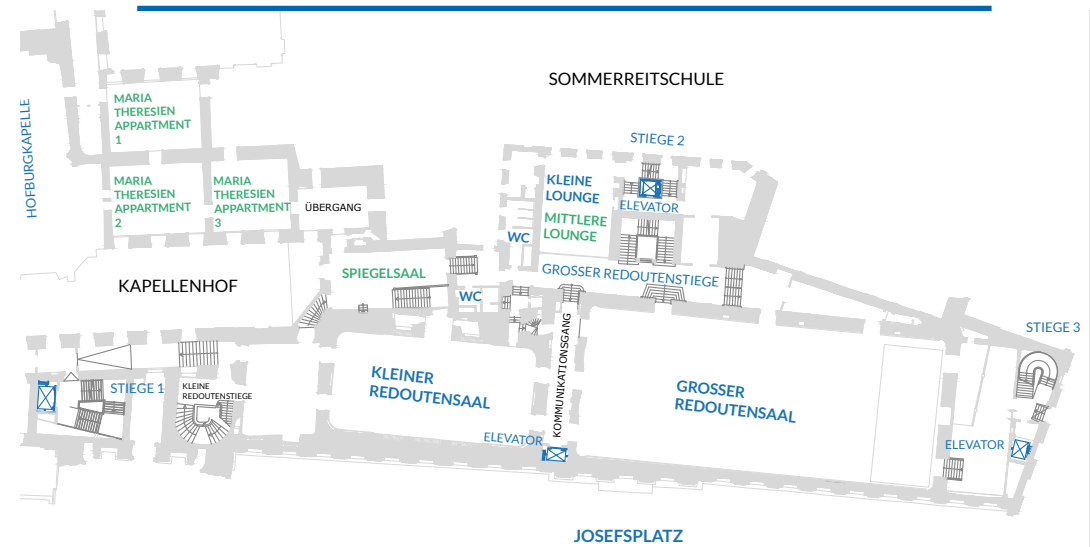 SOMMERREITSCHULE
MARIA
THERESIEN
APPARTMENT
1
HOFBURGKAPELLE
STIEGE 2
MARIA
THERESIEN
APPARTMENT
2
MARIA
THERESIEN
APPARTMENT
3
ÜBERGANG
KLEINE
LOUNGE
ELEVATOR
MITTLERE
LOUNGE
WC
SPIEGELSAAL
GROSSER REDOUTENSTIEGE
KAPELLENHOF
WC
KOMMUNIKATIONSGANG
STIEGE 3
STIEGE 1
KLEINE
REDOUTENSTIEGE
KLEINER
REDOUTENSAAL
GROSSER
REDOUTENSAAL
ELEVATOR
ELEVATOR
JOSEFSPLATZ